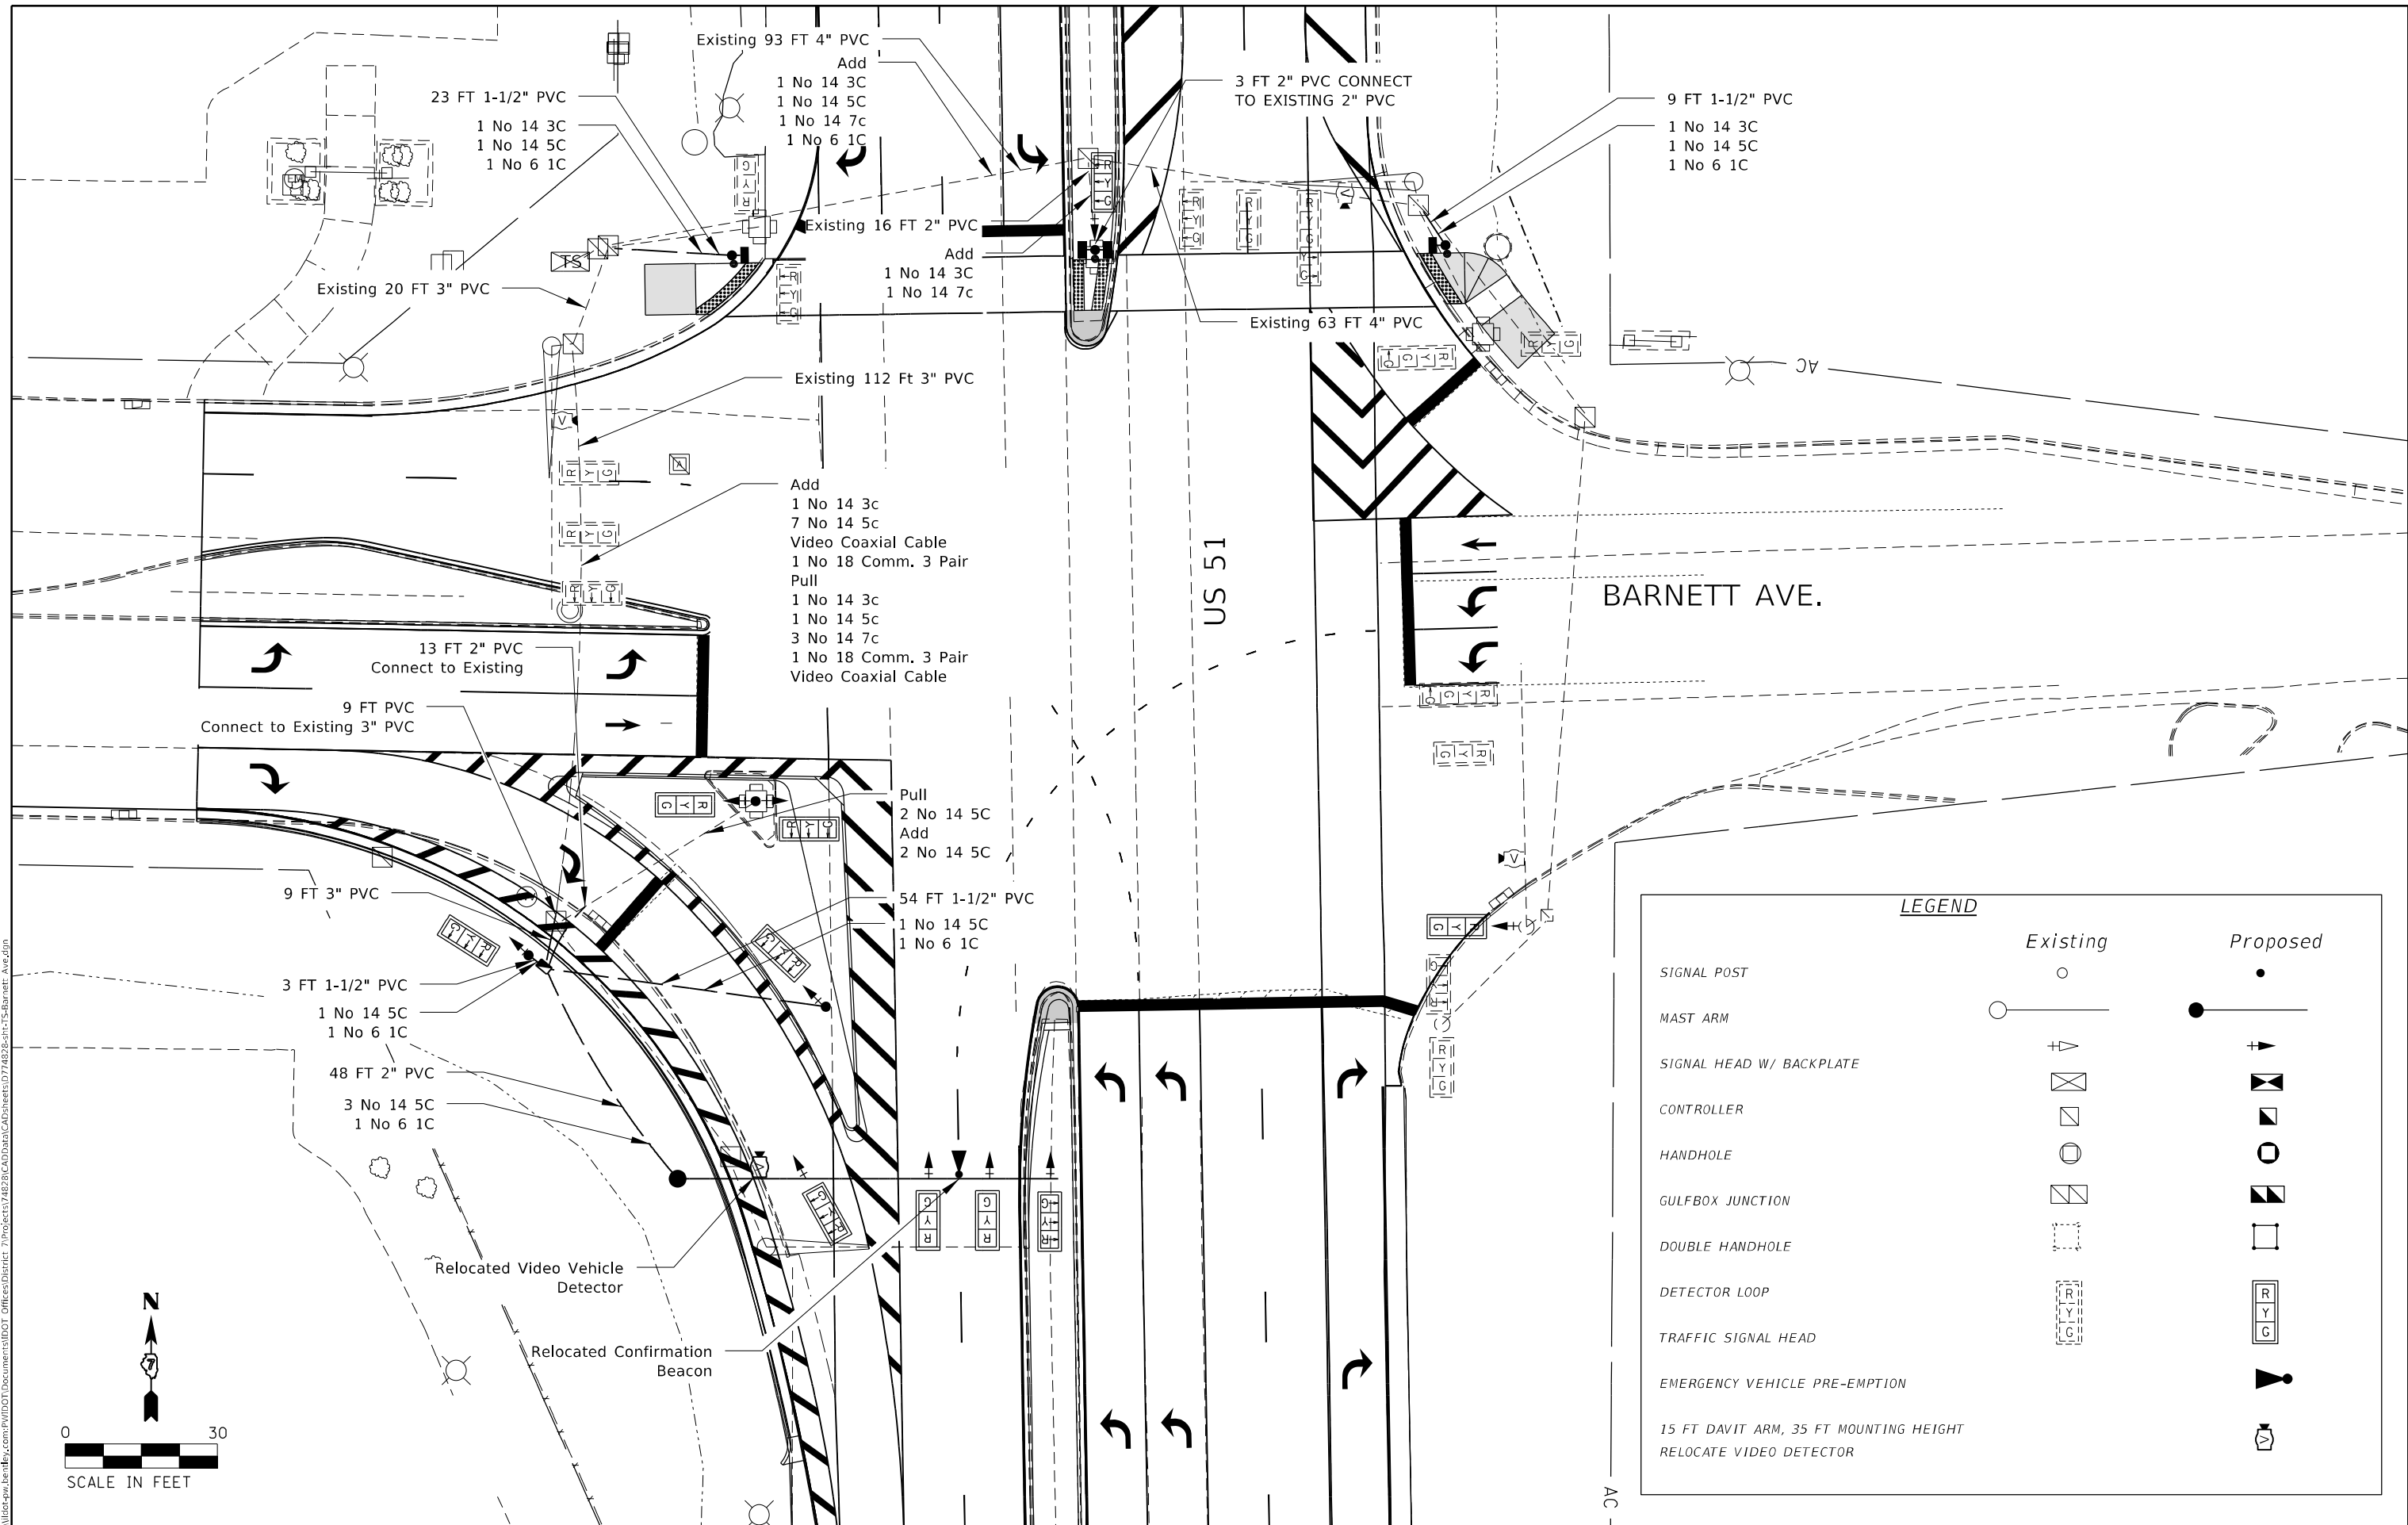 Existing 93 FT 4" PVC
Add
1 No 14 3C
1 No 14 5C
1 No 14 7c
1 No 6 1C
23 FT 1-1/2" PVC
1 No 14 3C
1 No 14 5C
1 No 6 1C
3 FT 2" PVC CONNECT
TO EXISTING 2" PVC
9 FT 1-1/2" PVC
1 No 14 3C
1 No 14 5C
1 No 6 1C
Existing 16 FT 2" PVC
Add
1 No 14 3C
1 No 14 7c
TS
Existing 20 FT 3" PVC
Existing 63 FT 4" PVC
Existing 112 Ft 3" PVC
AC
Add
1 No 14 3c
7 No 14 5c
Video Coaxial Cable
1 No 18 Comm. 3 Pair
Pull
1 No 14 3c
1 No 14 5c
3 No 14 7c
1 No 18 Comm. 3 Pair
Video Coaxial Cable
US 51
BARNETT AVE.
13 FT 2" PVC
Connect to Existing
9 FT PVC
Connect to Existing 3" PVC
Pull
2 No 14 5C
Add
2 No 14 5C
9 FT 3" PVC
54 FT 1-1/2" PVC
1 No 14 5C
1 No 6 1C
3 FT 1-1/2" PVC
1 No 14 5C
1 No 6 1C
48 FT 2" PVC
3 No 14 5C
1 No 6 1C
Relocated Video Vehicle
Detector
Relocated Confirmation
Beacon
N
7
0 30
SCALE IN FEET
AC
LEGEND
Existing Proposed
SIGNAL POST
MAST ARM
SIGNAL HEAD W/ BACKPLATE
CONTROLLER
HANDHOLE
GULFBOX JUNCTION
DOUBLE HANDHOLE
DETECTOR LOOP
R R
Y Y
G G
TRAFFIC SIGNAL HEAD
EMERGENCY VEHICLE PRE-EMPTION
15 FT DAVIT ARM, 35 FT MOUNTING HEIGHT
RELOCATE VIDEO DETECTOR
V